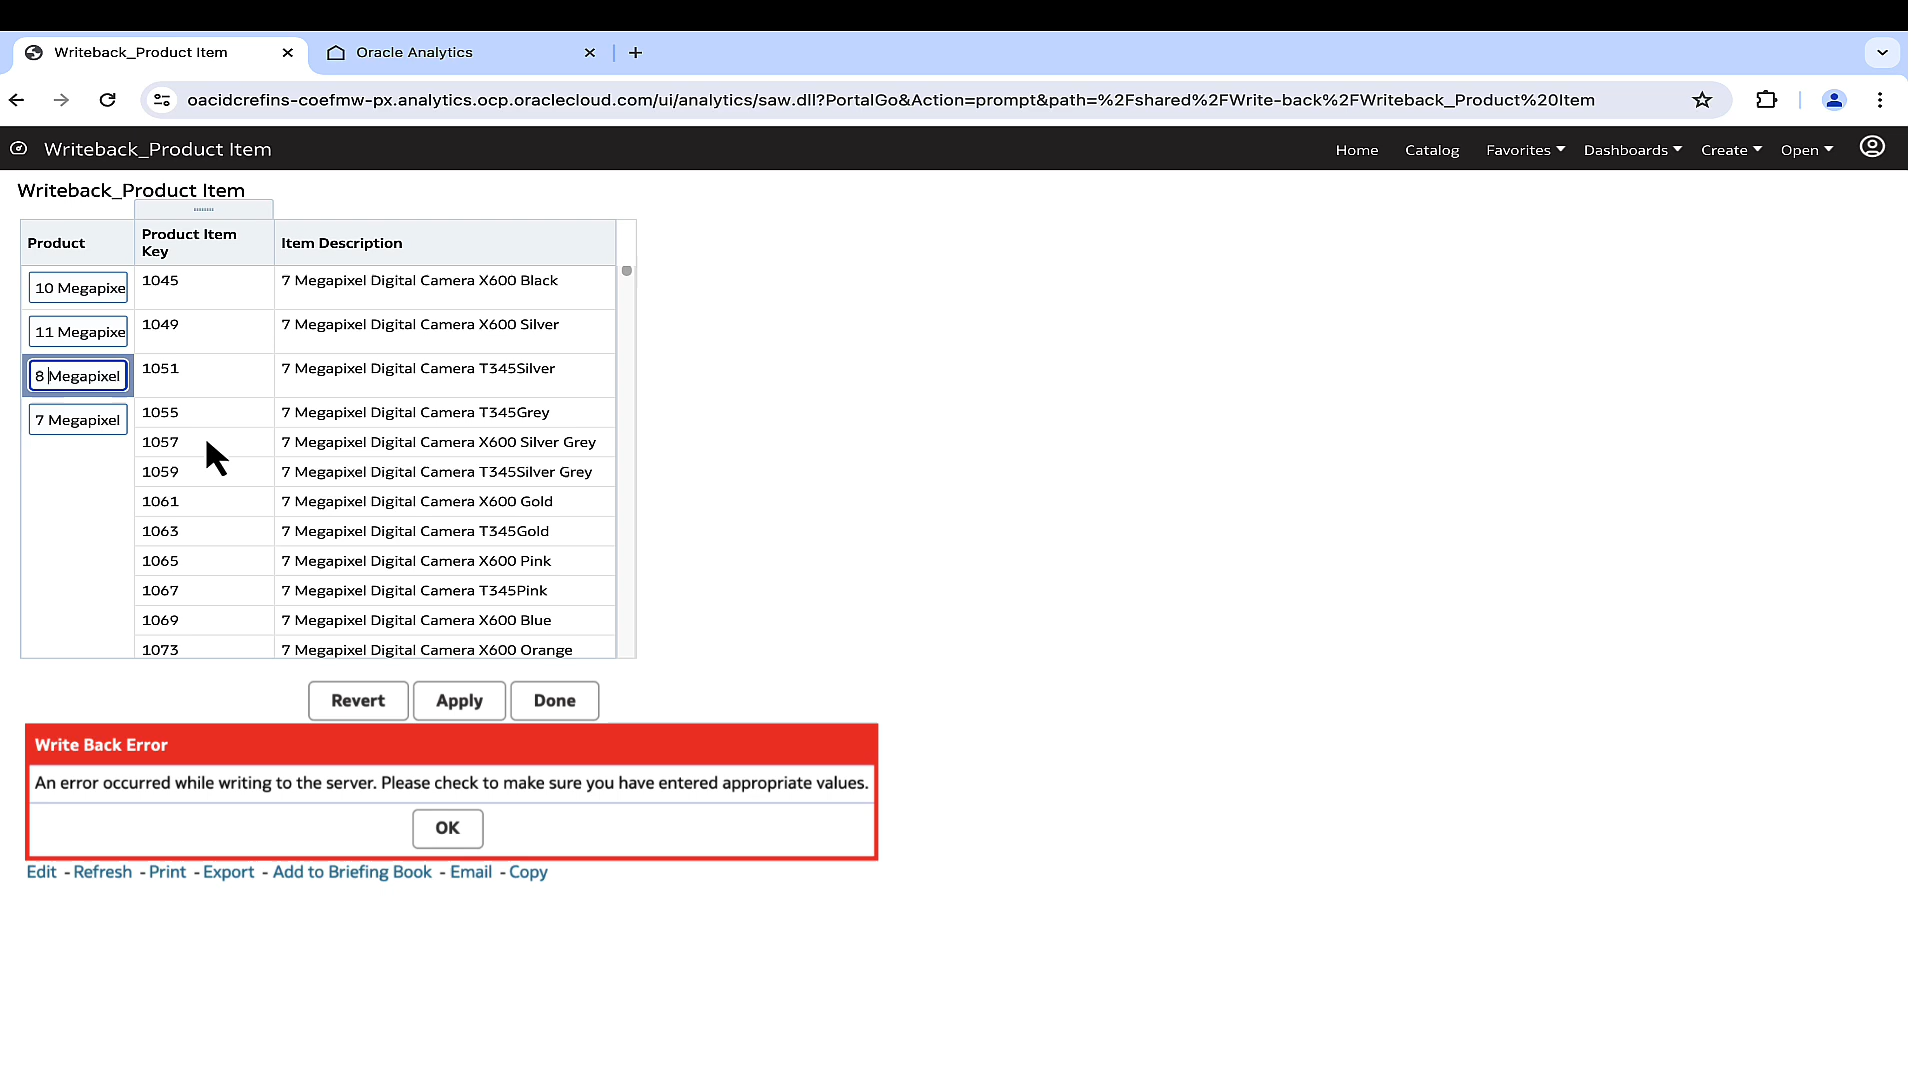 Writeback_Product Item
Oracle Analytics
oacidcrefins-coefmw-px.analytics.ocp.oraclecloud.com/ui/analytics/saw.dll?PortalGo&Action=prompt&path=%2Fshared%2FWrite-back%2FWriteback_Product%20Item
Writeback_Product Item Home Catalog Favorites Dashboards Create Open
Writeback_Product Item
Product Product Item Key Item Description
10 Megapixe 1045 7 Megapixel Digital Camera X600 Black
11 Megapixe 1049 7 Megapixel Digital Camera X600 Silver
8 Megapixel 1051 7 Megapixel Digital Camera T345Silver
7 Megapixel 1055 7 Megapixel Digital Camera T345Grey
1057 7 Megapixel Digital Camera X600 Silver Grey
1059 7 Megapixel Digital Camera T345Silver Grey
1061 7 Megapixel Digital Camera X600 Gold
1063 7 Megapixel Digital Camera T345Gold
1065 7 Megapixel Digital Camera X600 Pink
1067 7 Megapixel Digital Camera T345Pink
1069 7 Megapixel Digital Camera X600 Blue
1073 7 Megapixel Digital Camera X600 Orange
Revert Apply Done
Write Back Error
An error occurred while writing to the server. Please check to make sure you have entered appropriate values.
OK
Edit - Refresh - Print - Export - Add to Briefing Book - Email - Copy